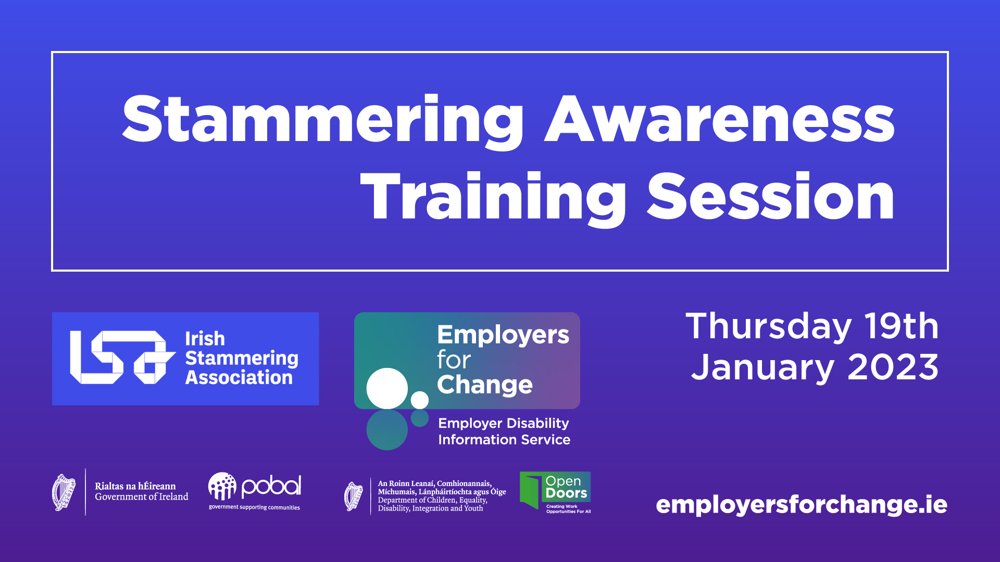 Stammering Awareness
Training Session
Irish
Stammering
Association
Employers
for
Change
Employer Disability
Information Service
Thursday 19th
January 2023
Rialtas na hÉireann
Government of Ireland
pobal
government supporting communities
An Roinn Leanaí, Comhionannais,
Míchumais, Lánpháirtíochta agus Óige
Department of Children, Equality,
Disability, Integration and Youth
Open
Doors
Creating Work
Opportunities For All
employersforchange.ie